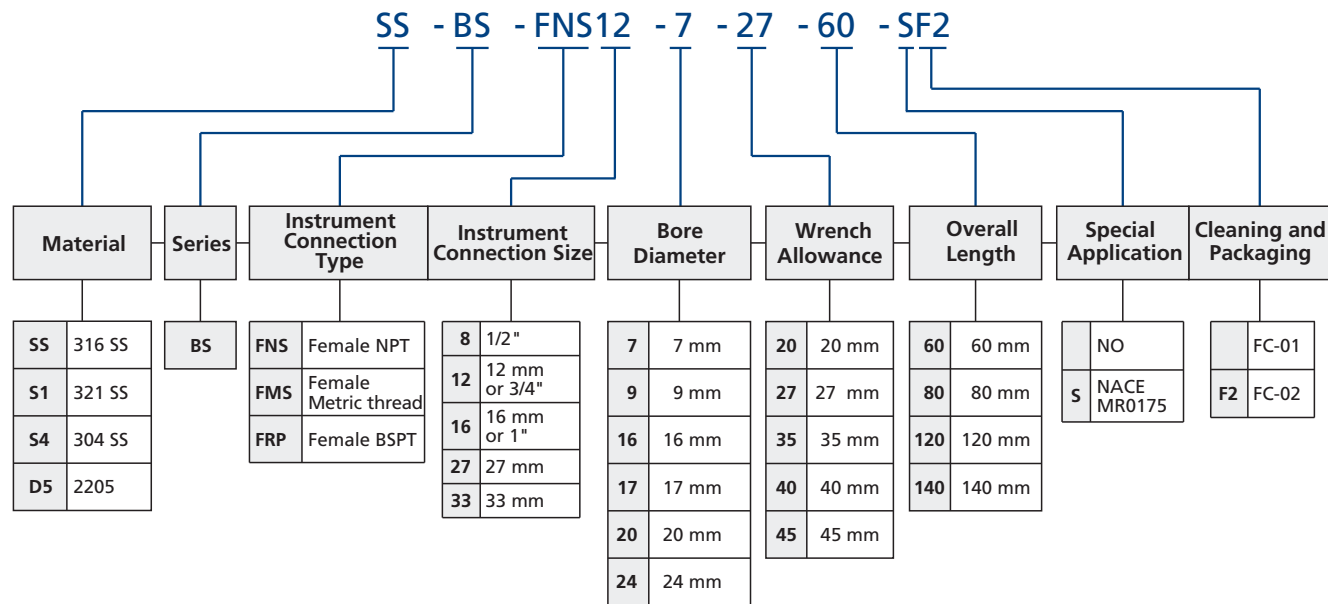 SS - BS - FNS12 - 7 - 27 - 60 - SF2
Material
Series
Instrument
Connection
Type
Instrument
Connection Size
Bore
Diameter
Wrench
Allowance
Overall
Length
Special
Application
Cleaning and
Packaging
SS 316 SS
S1 321 SS
S4 304 SS
D5 2205
BS
FNS Female NPT
FMS Female
Metric thread
FRP Female BSPT
8 1/2"
12 12 mm
or 3/4"
16 16 mm
or 1"
27 27 mm
33 33 mm
7 7 mm
9 9 mm
16 16 mm
17 17 mm
20 20 mm
24 24 mm
20 20 mm
27 27 mm
35 35 mm
40 40 mm
45 45 mm
60 60 mm
80 80 mm
120 120 mm
140 140 mm
NO
S NACE
MR0175
FC-01
F2 FC-02